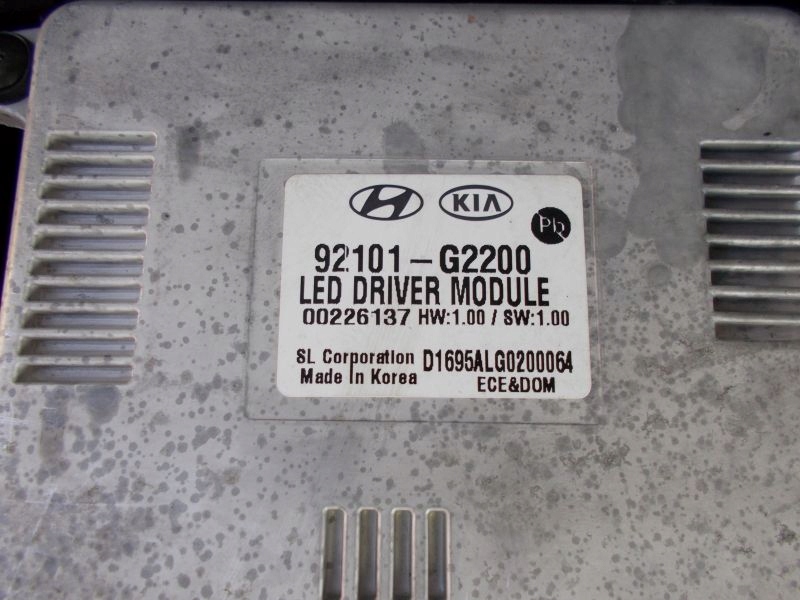 KIA
Pb
92101-G2200
LED DRIVER MODULE
00226137 HW:1.00 / SW:1.00
SL Corporation D1695ALG0200064
Made In Korea ECE&DOM